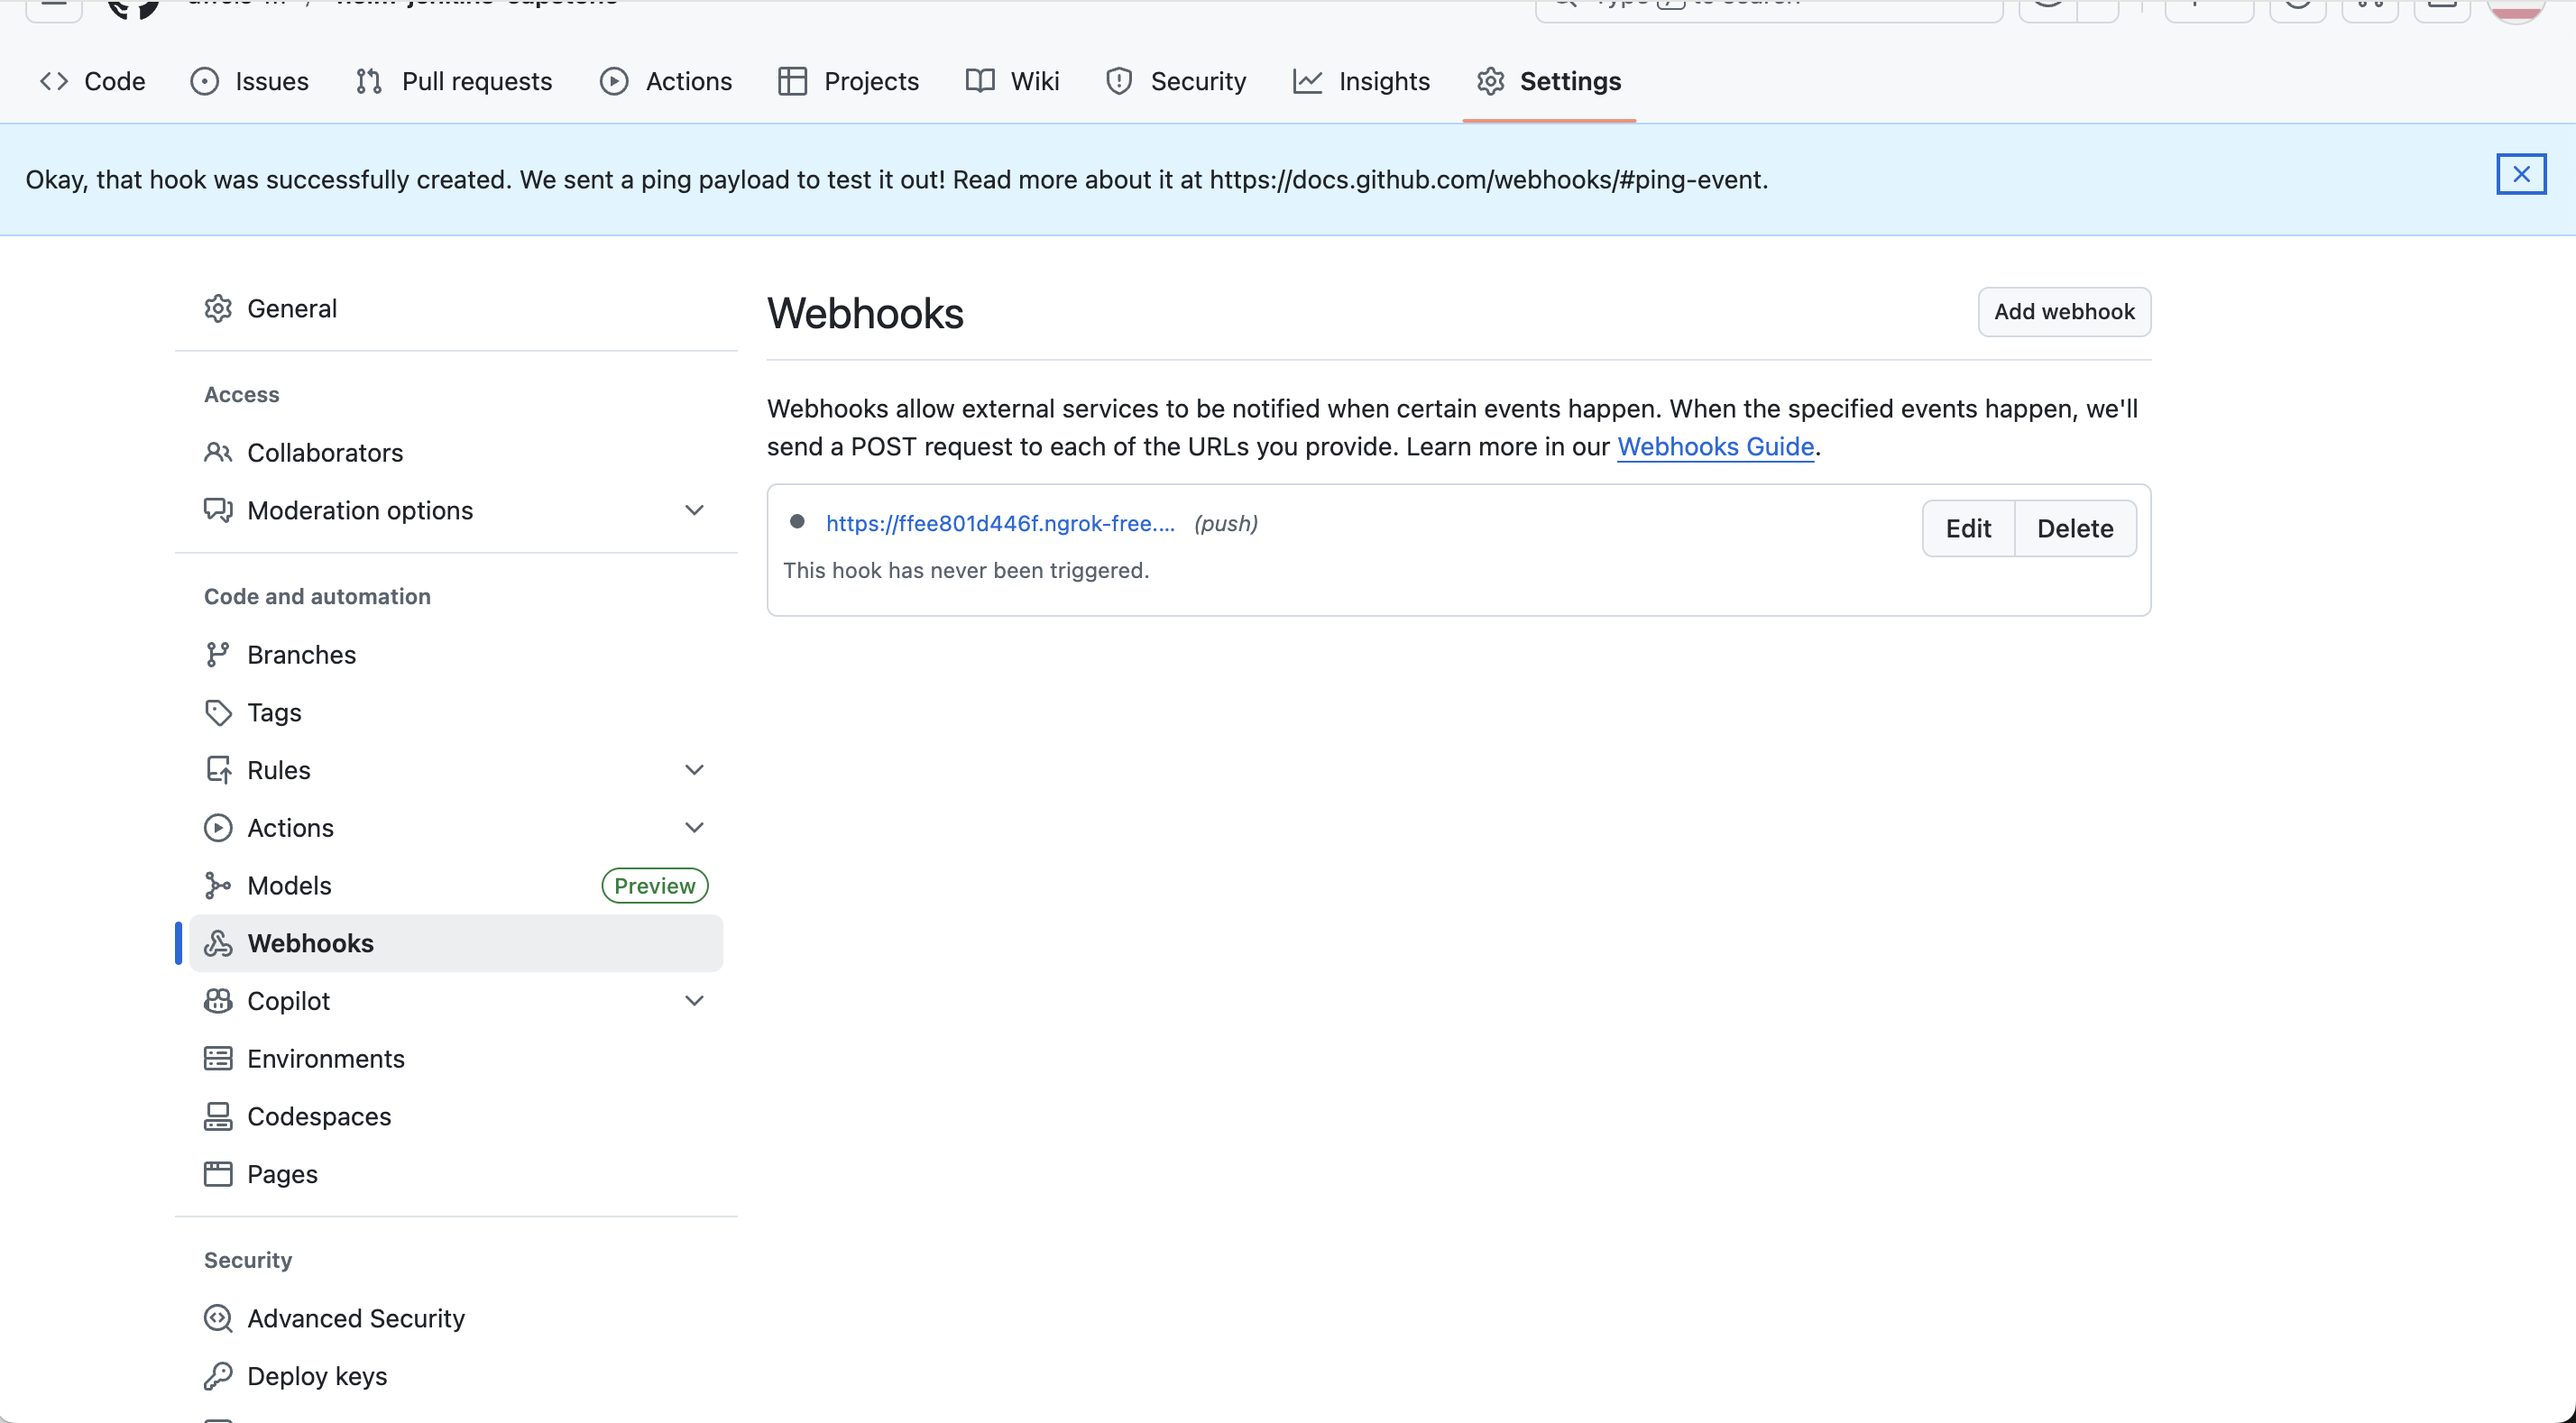 Code Issues Pull requests Actions Projects Wiki Security Insights Settings
Okay, that hook was successfully created. We sent a ping payload to test it out! Read more about it at https://docs.github.com/webhooks/#ping-event.
General
Access
Collaborators
Moderation options
Code and automation
Branches
Tags
Rules
Actions
Models Preview
Webhooks
Copilot
Environments
Codespaces
Pages
Security
Advanced Security
Deploy keys
Webhooks
Add webhook
Webhooks allow external services to be notified when certain events happen. When the specified events happen, we'll
send a POST request to each of the URLs you provide. Learn more in our Webhooks Guide.
https://ffee801d446f.ngrok-free.... (push)
Edit Delete
This hook has never been triggered.